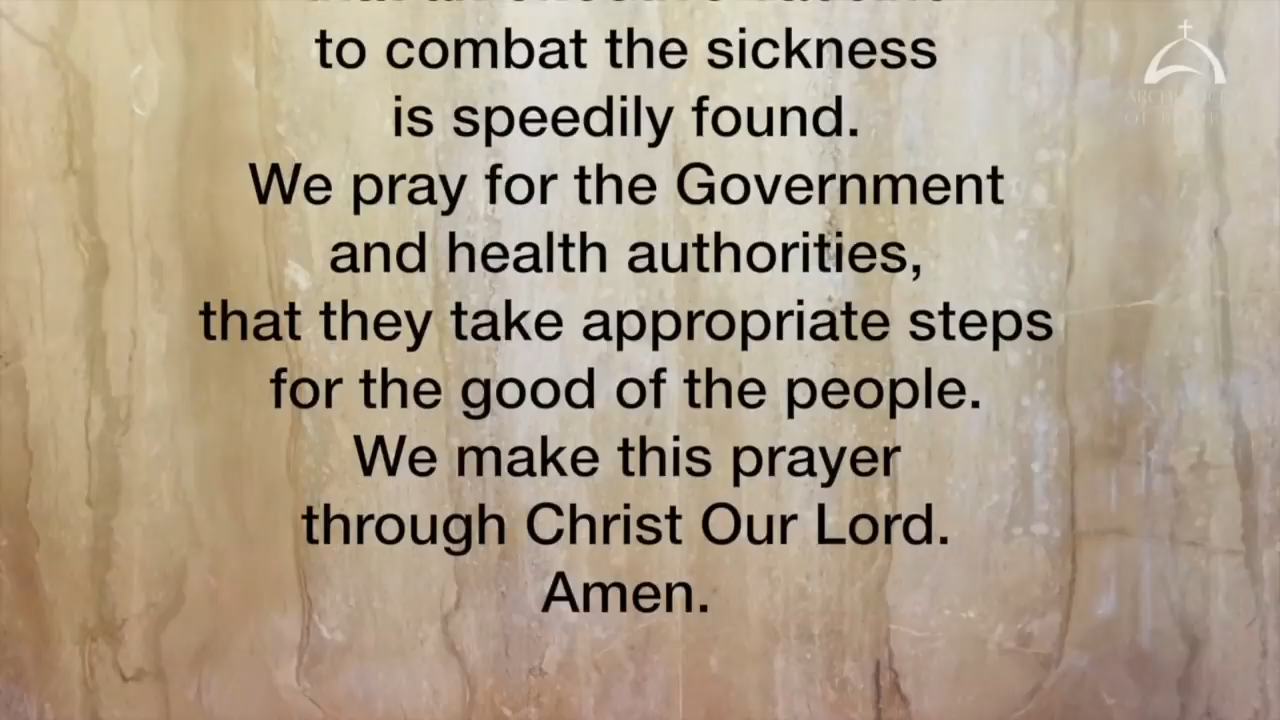 to combat the sickness
is speedily found.
We pray for the Government
and health authorities,
that they take appropriate steps
for the good of the people.
We make this prayer
through Christ Our Lord.
Amen.